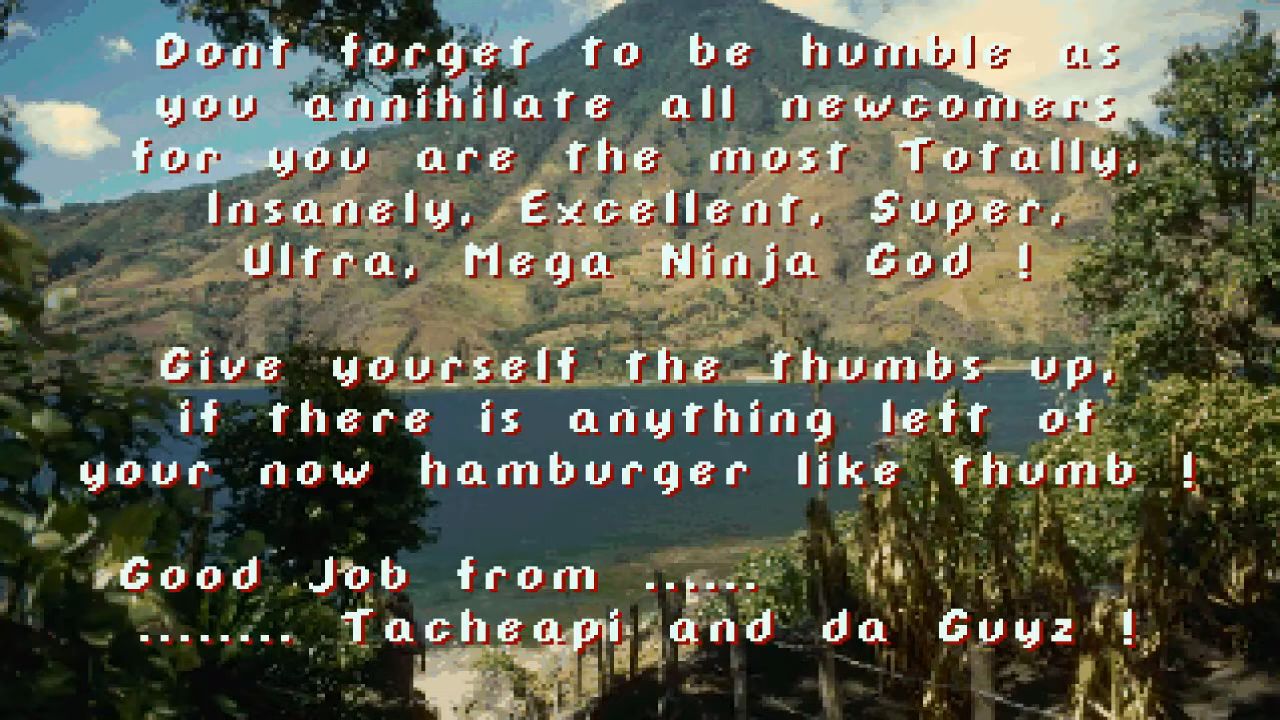 Dont forget to be humble as
you annihilate all newcomers
for you are the most Totally,
Insanely, Excellent, Super,
Ultra, Mega Ninja God !
Give yourself the thumbs up,
if there is anything left of
your now hamburger like thumb !
Good Job from ......
........ Tacheapi and da Guyz !